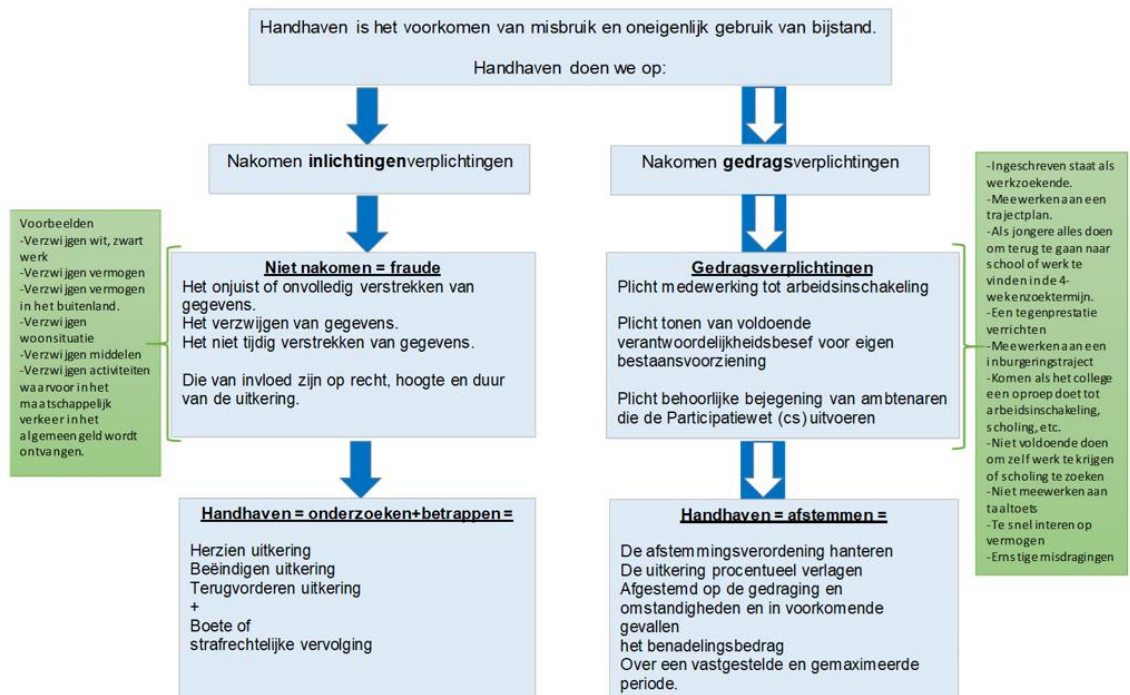 Handhaven is het voorkomen van misbruik en oneigenlijk gebruik van bijstand.
Handhaven doen we op:
Nakomen inlichtingenverplichtingen
Nakomen gedragsverplichtingen
Voorbeelden
-Verzwijgen wit, zwart
werk
-Verzwijgen vermogen
-Verzwijgen vermogen
in het buitenland.
-Verzwijgen
woonsituatie
-Verzwijgen middelen
-Verzwijgen activiteiten
waarvoor in het
maatschappelijk
verkeer in het
algemeen geld wordt
ontvangen.
Niet nakomen = fraude
Het onjuist of onvolledig verstrekken van
gegevens.
Het verzwijgen van gegevens.
Het niet tijdig verstrekken van gegevens.
Die van invloed zijn op recht, hoogte en duur
van de uitkering.
Gedragsverplichtingen
Plicht medewerking tot arbeidsinschakeling
Plicht tonen van voldoende
verantwoordelijkheidsbesef voor eigen
bestaansvoorziening
Plicht behoorlijke bejegening van ambtenaren
die de Participatiewet (cs) uitvoeren
-Ingeschreven staat als
werkzoekende.
-Meewerken aan een
trajectplan.
-Als jongere alles doen
om terug te gaan naar
school of werk te
vinden in de 4-
wekenzoektermijn.
-Een tegenprestatie
verrichten
-Meewerken aan een
inburgeringstraject
-Komen als het college
een oproep doet tot
arbeidsinschakeling,
scholing, etc.
-Niet voldoende doen
om zelf werk te krijgen
of scholing te zoeken
-Niet meewerken aan
taaltoets
-Te snel interen op
vermogen
-Ernstige misdragingen
Handhaven = onderzoeken+betrappen =
Herzien uitkering
Beëindigen uitkering
Terugvorderen uitkering
+
Boete of
strafrechtelijke vervolging
Handhaven = afstemmen =
De afstemmingsverordening hanteren
De uitkering procentueel verlagen
Afgestemd op de gedraging en
omstandigheden en in voorkomende
gevallen
het benadelingsbedrag
Over een vastgestelde en gemaximeerde
periode.